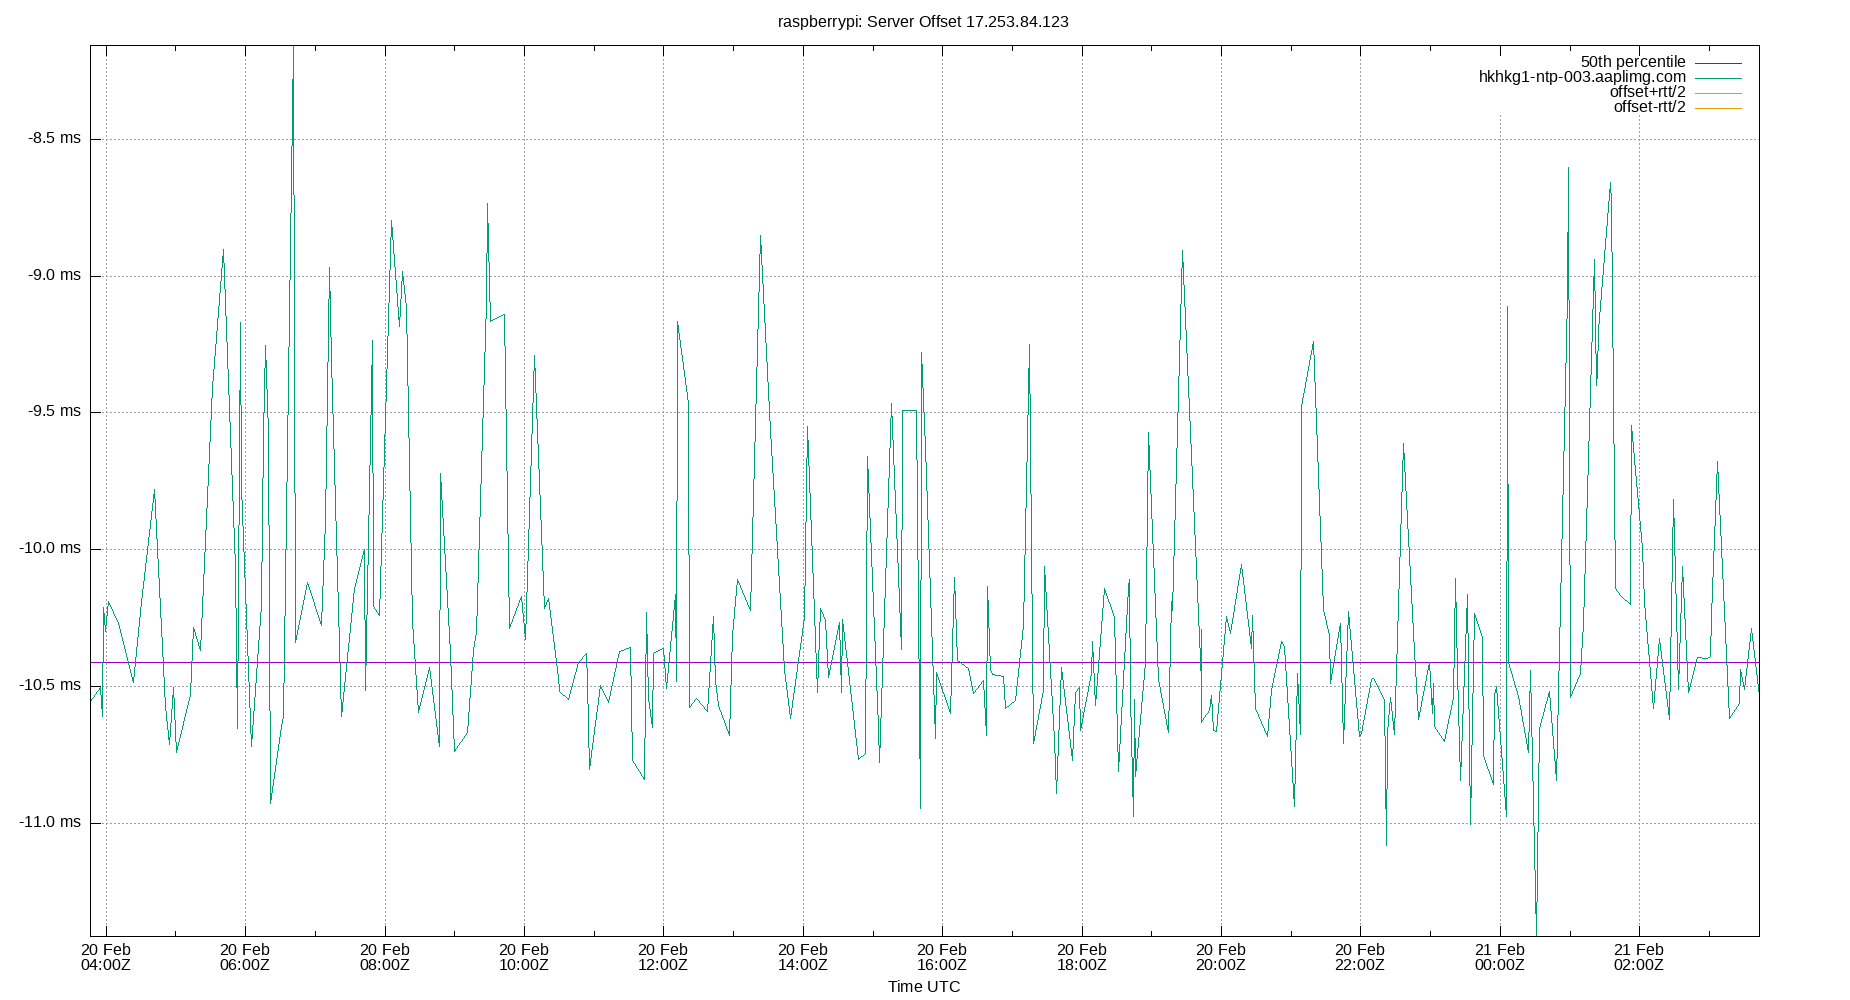 raspberrypi: Server Offset 17.253.84.123
50th percentile
hkhkg1-ntp-003.aaplimg.com
offset+rtt/2
offset-rtt/2
-8.5 ms
-9.0 ms
-9.5 ms
-10.0 ms
-10.5 ms
-11.0 ms
20 Feb 20 Feb 20 Feb 20 Feb 20 Feb 20 Feb 20 Feb 20 Feb 20 Feb 20 Feb 21 Feb 21 Feb
04:00Z 06:00Z 08:00Z 10:00Z 12:00Z 14:00Z 16:00Z 18:00Z 20:00Z 22:00Z 00:00Z 02:00Z
Time UTC